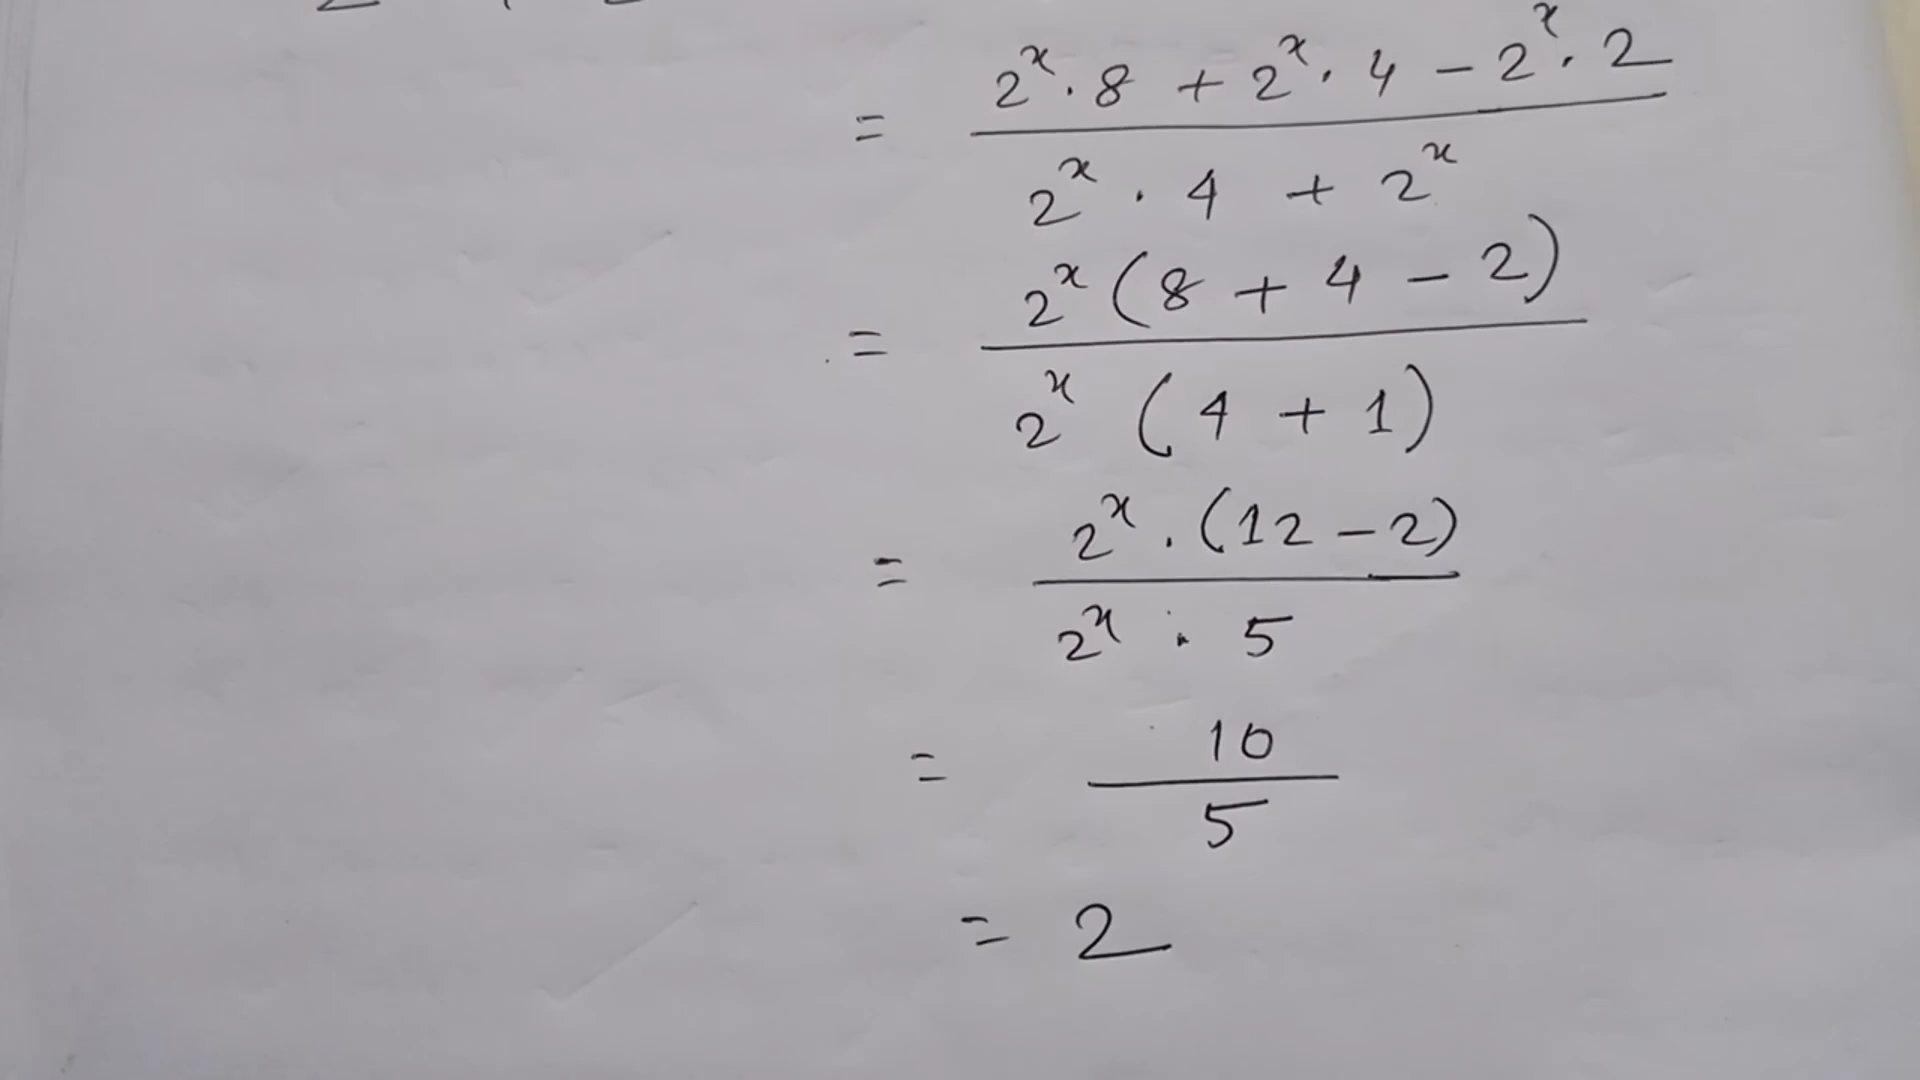 = (2^x . 8 + 2^x . 4 - 2^x . 2) / (2^x . 4 + 2^x)
= 2^x (8 + 4 - 2) / 2^x (4 + 1)
= 2^x . (12 - 2) / 2^x . 5
= 10 / 5
= 2